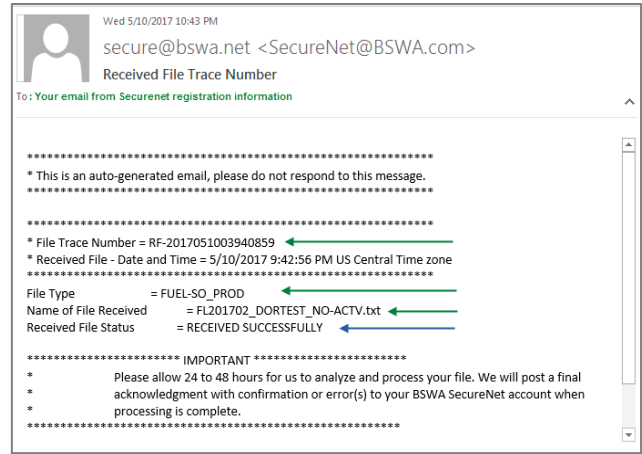 Wed 5/10/2017 10:43 PM
secure@bswa.net <SecureNet@BSWA.com>
Received File Trace Number
To: Your email from Securenet registration information
*************************************************************
* This is an auto-generated email, please do not respond to this message.
*************************************************************
*************************************************************
* File Trace Number = RF-2017051003940859
* Received File - Date and Time = 5/10/2017 9:42:56 PM US Central Time zone
*************************************************************
File Type = FUEL-SO_PROD
Name of File Received = FL201702_DORTEST_NO-ACTV.txt
Received File Status = RECEIVED SUCCESSFULLY
*********************** IMPORTANT ***********************
* Please allow 24 to 48 hours for us to analyze and process your file. We will post a final
* acknowledgment with confirmation or error(s) to your BSWA SecureNet account when
* processing is complete.
********************************************************